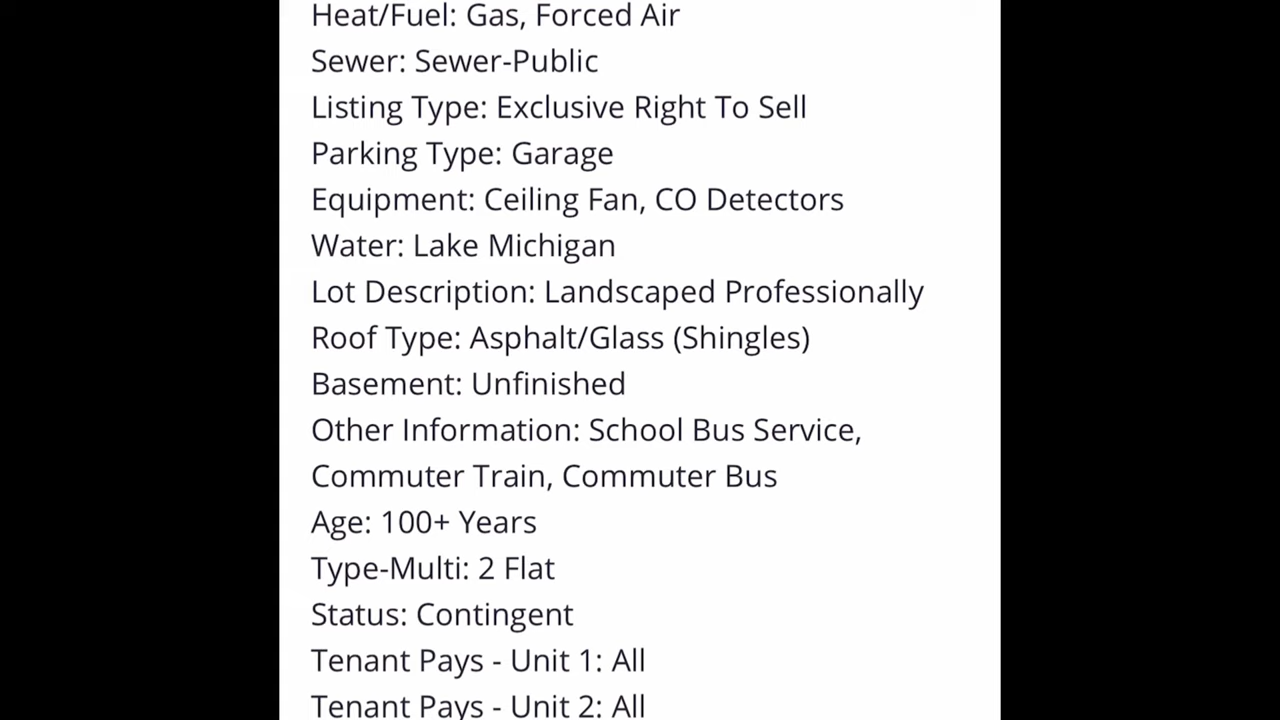 Heat/Fuel: Gas, Forced Air
Sewer: Sewer-Public
Listing Type: Exclusive Right To Sell
Parking Type: Garage
Equipment: Ceiling Fan, CO Detectors
Water: Lake Michigan
Lot Description: Landscaped Professionally
Roof Type: Asphalt/Glass (Shingles)
Basement: Unfinished
Other Information: School Bus Service,
Commuter Train, Commuter Bus
Age: 100+ Years
Type-Multi: 2 Flat
Status: Contingent
Tenant Pays - Unit 1: All
Tenant Pays - Unit 2: All